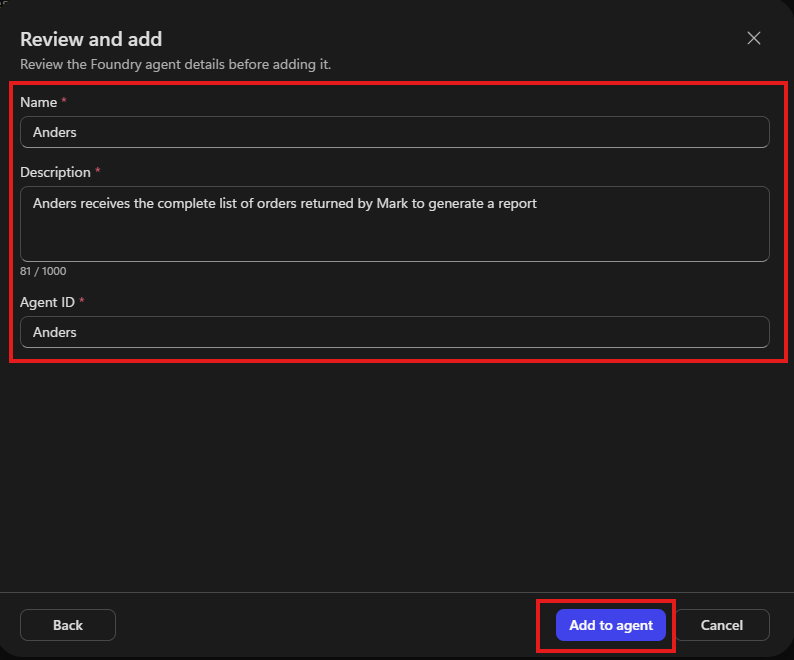 Review and add
Review the Foundry agent details before adding it.
Name *
Anders
Description *
Anders receives the complete list of orders returned by Mark to generate a report
81 / 1000
Agent ID *
Anders
Back
Add to agent
Cancel